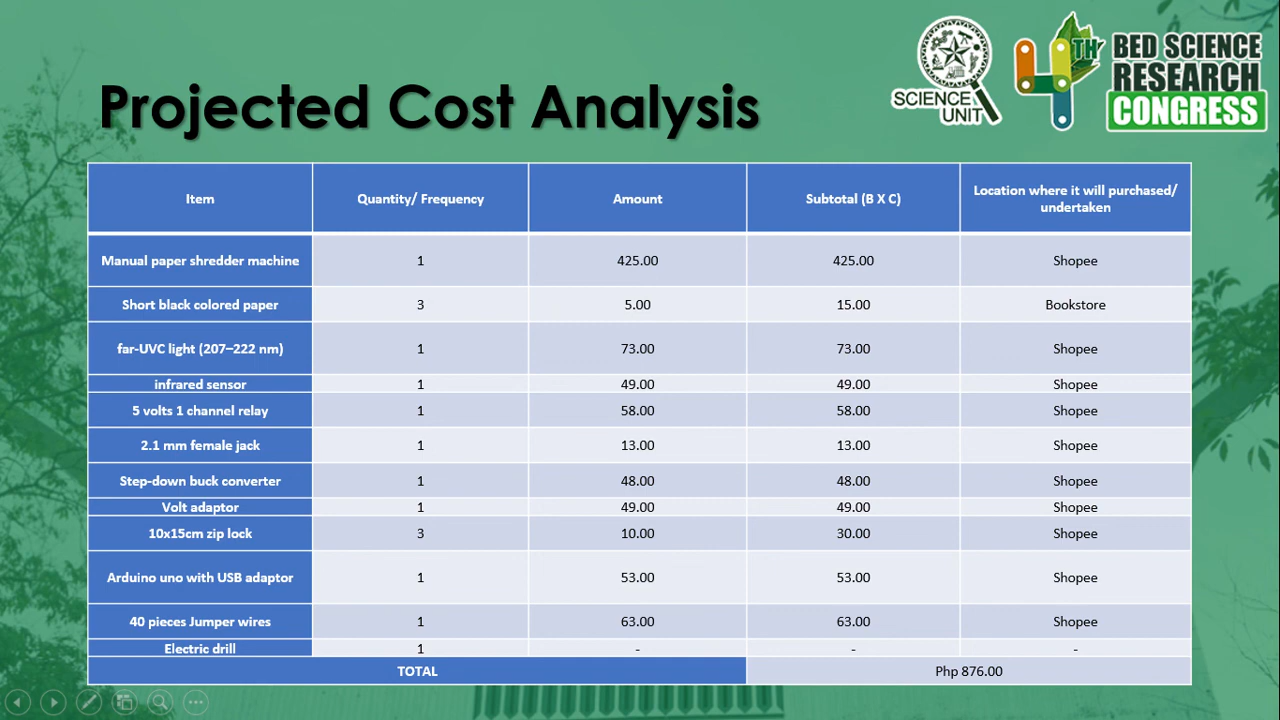 SCIENCE
UNIT
4TH
BED SCIENCE
RESEARCH
CONGRESS
Projected Cost Analysis
Item Quantity/ Frequency Amount Subtotal (B X C) Location where it will purchased/
undertaken
Manual paper shredder machine 1 425.00 425.00 Shopee
Short black colored paper 3 5.00 15.00 Bookstore
far-UVC light (207–222 nm) 1 73.00 73.00 Shopee
infrared sensor 1 49.00 49.00 Shopee
5 volts 1 channel relay 1 58.00 58.00 Shopee
2.1 mm female jack 1 13.00 13.00 Shopee
Step-down buck converter 1 48.00 48.00 Shopee
Volt adaptor 1 49.00 49.00 Shopee
10x15cm zip lock 3 10.00 30.00 Shopee
Arduino uno with USB adaptor 1 53.00 53.00 Shopee
40 pieces Jumper wires 1 63.00 63.00 Shopee
Electric drill 1 - - -
TOTAL Php 876.00